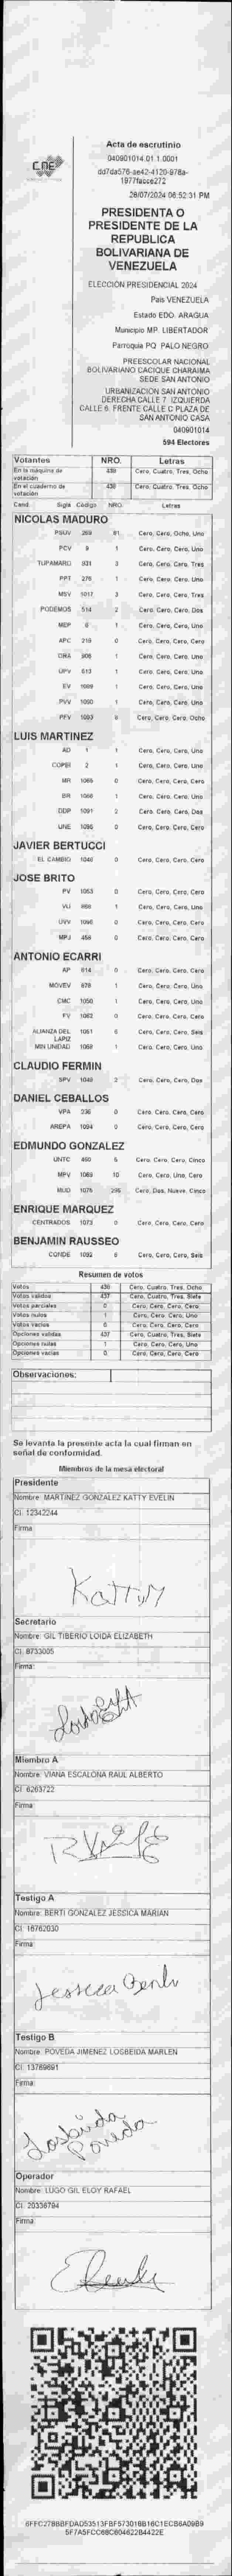 CNE
Acta de escrutinio
040901014.01.1.0001
dd7da576-ae42-4120-978a-
1977facce272
28/07/2024 06:52:31 PM
PRESIDENTA O
PRESIDENTE DE LA
REPUBLICA
BOLIVARIANA DE
VENEZUELA
ELECCIÓN PRESIDENCIAL 2024
País VENEZUELA
Estado EDO. ARAGUA
Municipio MP. LIBERTADOR
Parroquia PQ. PALO NEGRO
PREESCOLAR NACIONAL
BOLIVARIANO CACIQUE CHARAIMA
SEDE SAN ANTONIO
URBANIZACIÓN SAN ANTONIO
DERECHA CALLE 7. IZQUIERDA
CALLE 6. FRENTE CALLE C PLAZA DE
SAN ANTONIO CASA
040901014
594 Electores
Votantes NRO. Letras
En la máquina de votación 438 Cero, Cuatro, Tres, Ocho
En el cuaderno de votación 438 Cero, Cuatro, Tres, Ocho
Cand. Sigla Código NRO. Letras
NICOLAS MADURO
PSUV 269 81 Cero, Cero, Ocho, Uno
PCV 9 1 Cero, Cero, Cero, Uno
TUPAMARO 931 3 Cero, Cero, Cero, Tres
PPT 276 1 Cero, Cero, Cero, Uno
MSV 1017 3 Cero, Cero, Cero, Tres
PODEMOS 514 2 Cero, Cero, Cero, Dos
MEP 8 1 Cero, Cero, Cero, Uno
APC 219 0 Cero, Cero, Cero, Cero
ORA 906 1 Cero, Cero, Cero, Uno
UPV 613 1 Cero, Cero, Cero, Uno
EV 1089 1 Cero, Cero, Cero, Uno
PVV 1090 1 Cero, Cero, Cero, Uno
PFV 1093 8 Cero, Cero, Cero, Ocho
LUIS MARTINEZ
AD 1 1 Cero, Cero, Cero, Uno
COPEI 2 1 Cero, Cero, Cero, Uno
MR 1065 0 Cero, Cero, Cero, Cero
BR 1066 1 Cero, Cero, Cero, Uno
DDP 1091 2 Cero, Cero, Cero, Dos
UNE 1095 0 Cero, Cero, Cero, Cero
JAVIER BERTUCCI
EL CAMBIO 1046 0 Cero, Cero, Cero, Cero
JOSE BRITO
PV 1053 0 Cero, Cero, Cero, Cero
VU 888 1 Cero, Cero, Cero, Uno
UVV 1096 0 Cero, Cero, Cero, Cero
MPJ 458 0 Cero, Cero, Cero, Cero
ANTONIO ECARRI
AP 814 0 Cero, Cero, Cero, Cero
MOVEV 878 1 Cero, Cero, Cero, Uno
CMC 1050 1 Cero, Cero, Cero, Uno
FV 1062 0 Cero, Cero, Cero, Cero
ALIANZA DEL LAPIZ 1051 6 Cero, Cero, Cero, Seis
MIN UNIDAD 1058 1 Cero, Cero, Cero, Uno
CLAUDIO FERMIN
SPV 1048 2 Cero, Cero, Cero, Dos
DANIEL CEBALLOS
VPA 236 0 Cero, Cero, Cero, Cero
AREPA 1094 0 Cero, Cero, Cero, Cero
EDMUNDO GONZALEZ
UNTC 460 5 Cero, Cero, Cero, Cinco
MPV 1069 10 Cero, Cero, Uno, Cero
MUD 1075 295 Cero, Dos, Nueve, Cinco
ENRIQUE MARQUEZ
CENTRADOS 1073 0 Cero, Cero, Cero, Cero
BENJAMIN RAUSSEO
CONDE 1092 6 Cero, Cero, Cero, Seis
Resumen de votos
Votos 438 Cero, Cuatro, Tres, Ocho
Votos válidos 437 Cero, Cuatro, Tres, Siete
Votos parciales 0 Cero, Cero, Cero, Cero
Votos nulos 1 Cero, Cero, Cero, Uno
Votos vacíos 0 Cero, Cero, Cero, Cero
Opciones válidas 437 Cero, Cuatro, Tres, Siete
Opciones nulas 1 Cero, Cero, Cero, Uno
Opciones vacías 0 Cero, Cero, Cero, Cero
Observaciones:
Se levanta la presente acta la cual firman en
señal de conformidad.
Miembros de la mesa electoral
Presidente
Nombre: MARTINEZ GONZALEZ KATTY EVELIN
CI: 12342244
Firma:
Katty M
Secretario
Nombre: GIL TIBERIO LOIDA ELIZABETH
CI: 8733005
Firma:
Miembro A
Nombre: VIANA ESCALONA RAUL ALBERTO
CI: 6263722
Firma:
Testigo A
Nombre: BERTI GONZALEZ JESSICA MARIAN
CI: 16762030
Firma:
Jessica Berti
Testigo B
Nombre: POVEDA JIMENEZ LOSBEIDA MARLEN
CI: 13769691
Firma:
Losbeida
Poveda
Operador
Nombre: LUGO GIL ELOY RAFAEL
CI: 20336794
Firma: